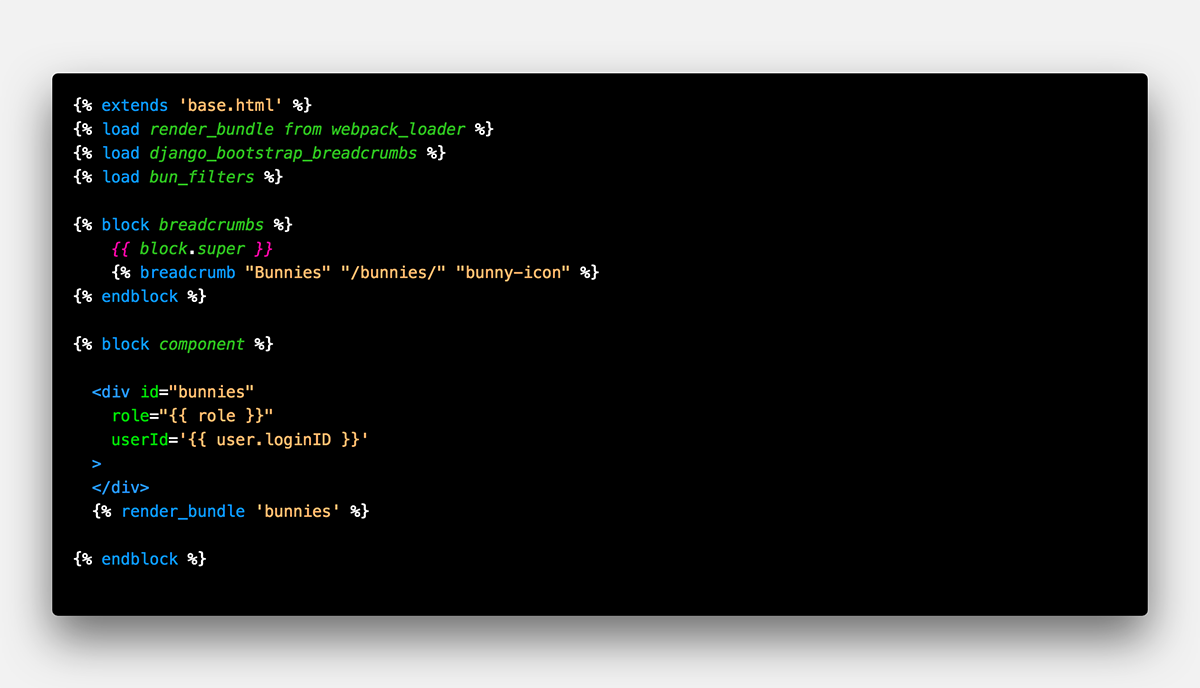 {% extends 'base.html' %}
{% load render_bundle from webpack_loader %}
{% load django_bootstrap_breadcrumbs %}
{% load bun_filters %}
{% block breadcrumbs %}
{{ block.super }}
{% breadcrumb "Bunnies" "/bunnies/" "bunny-icon" %}
{% endblock %}
{% block component %}
<div id="bunnies"
role="{{ role }}"
userId='{{ user.loginID }}'
>
</div>
{% render_bundle 'bunnies' %}
{% endblock %}